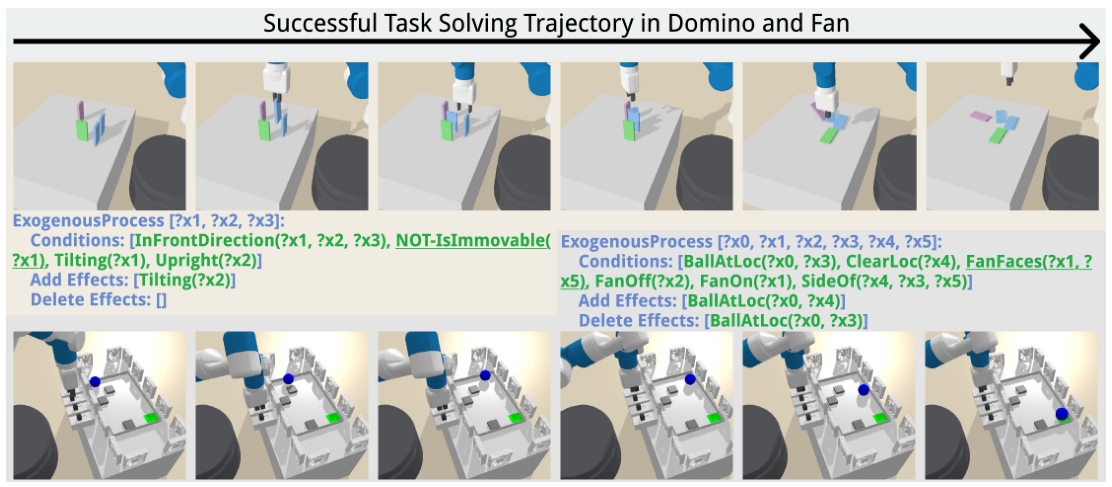 Successful Task Solving Trajectory in Domino and Fan
ExogenousProcess [?x1, ?x2, ?x3]:
Conditions: [InFrontDirection(?x1, ?x2, ?x3), NOT-IsImmovable(
?x1), Tilting(?x1), Upright(?x2)]
Add Effects: [Tilting(?x2)]
Delete Effects: []
ExogenousProcess [?x0, ?x1, ?x2, ?x3, ?x4, ?x5]:
Conditions: [BallAtLoc(?x0, ?x3), ClearLoc(?x4), FanFaces(?x1, ?
x5), FanOff(?x2), FanOn(?x1), SideOf(?x4, ?x3, ?x5)]
Add Effects: [BallAtLoc(?x0, ?x4)]
Delete Effects: [BallAtLoc(?x0, ?x3)]